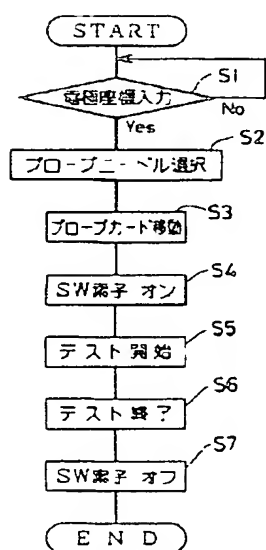 START
S1
電極座標入力
No
Yes
S2
プローブニードル選択
S3
プローブカード移動
S4
SW素子 オン
S5
テスト開始
S6
テスト終了
S7
SW素子 オフ
END